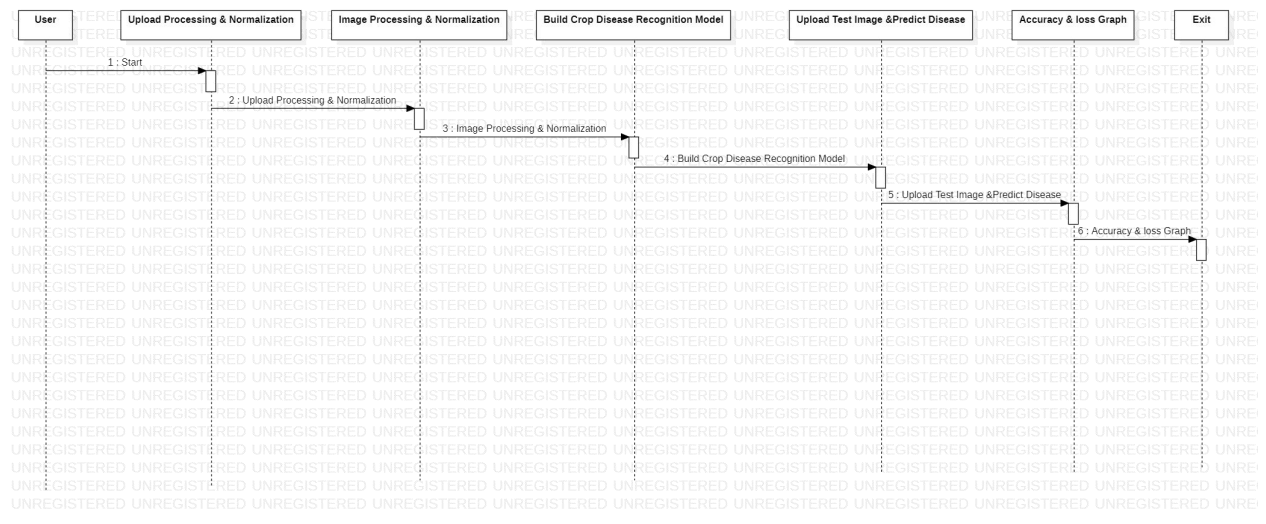 User
Upload Processing & Normalization
Image Processing & Normalization
Build Crop Disease Recognition Model
Upload Test Image &Predict Disease
Accuracy & loss Graph
Exit
1 : Start
2 : Upload Processing & Normalization
3 : Image Processing & Normalization
4 : Build Crop Disease Recognition Model
5 : Upload Test Image &Predict Disease
6 : Accuracy & loss Graph
UNREGISTERED